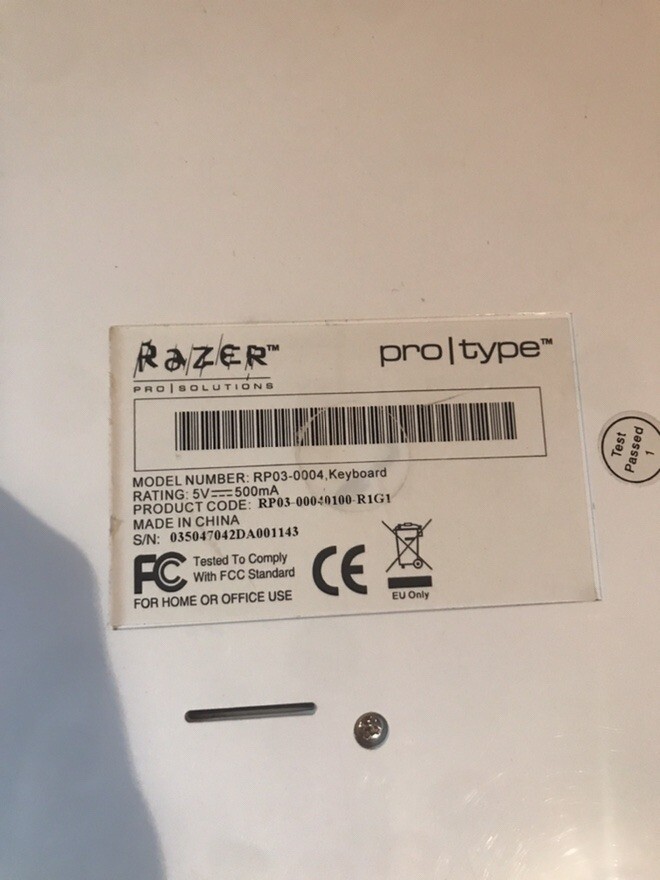 RAZER™
PRO|SOLUTIONS
pro|type™
MODEL NUMBER: RP03-0004,Keyboard
RATING: 5V⎓500mA
PRODUCT CODE: RP03-00040100-R1G1
MADE IN CHINA
S/N: 035047042DA001143
FC Tested To Comply
With FCC Standard
FOR HOME OR OFFICE USE
CE
EU Only
Test
Passed
1